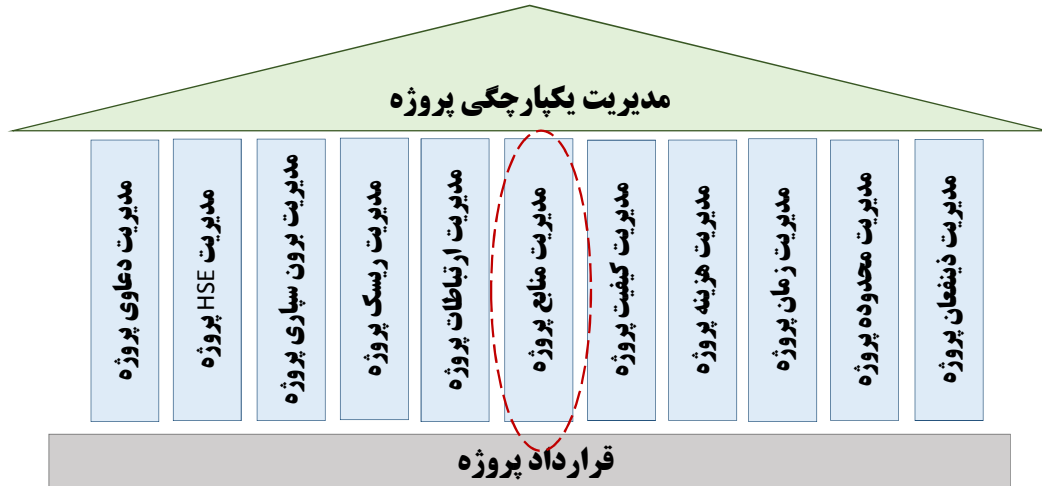 مدیریت یکپارچگی پروژه
مدیریت ذینفعان پروژه
مدیریت محدوده پروژه
مدیریت زمان پروژه
مدیریت هزینه پروژه
مدیریت کیفیت پروژه
مدیریت منابع پروژه
مدیریت ارتباطات پروژه
مدیریت ریسک پروژه
مدیریت برون سپاری پروژه
مدیریت HSE پروژه
مدیریت دعاوی پروژه
قرارداد پروژه